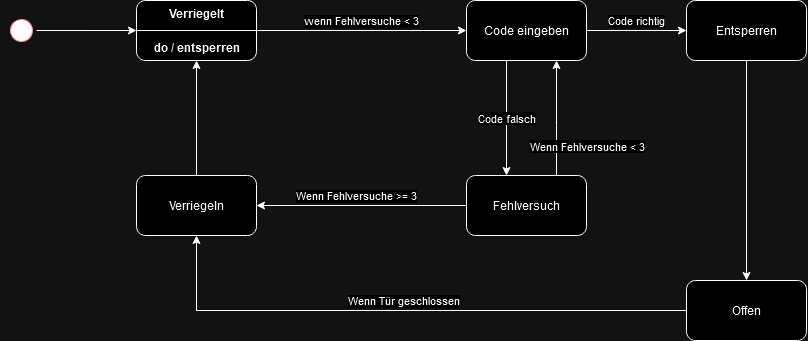 Verriegelt
do / entsperren
Wenn Fehlversuche < 3
Code eingeben
Code richtig
Entsperren
Code falsch
Wenn Fehlversuche < 3
Verriegeln
Wenn Fehlversuche >= 3
Fehlversuch
Wenn Tür geschlossen
Offen